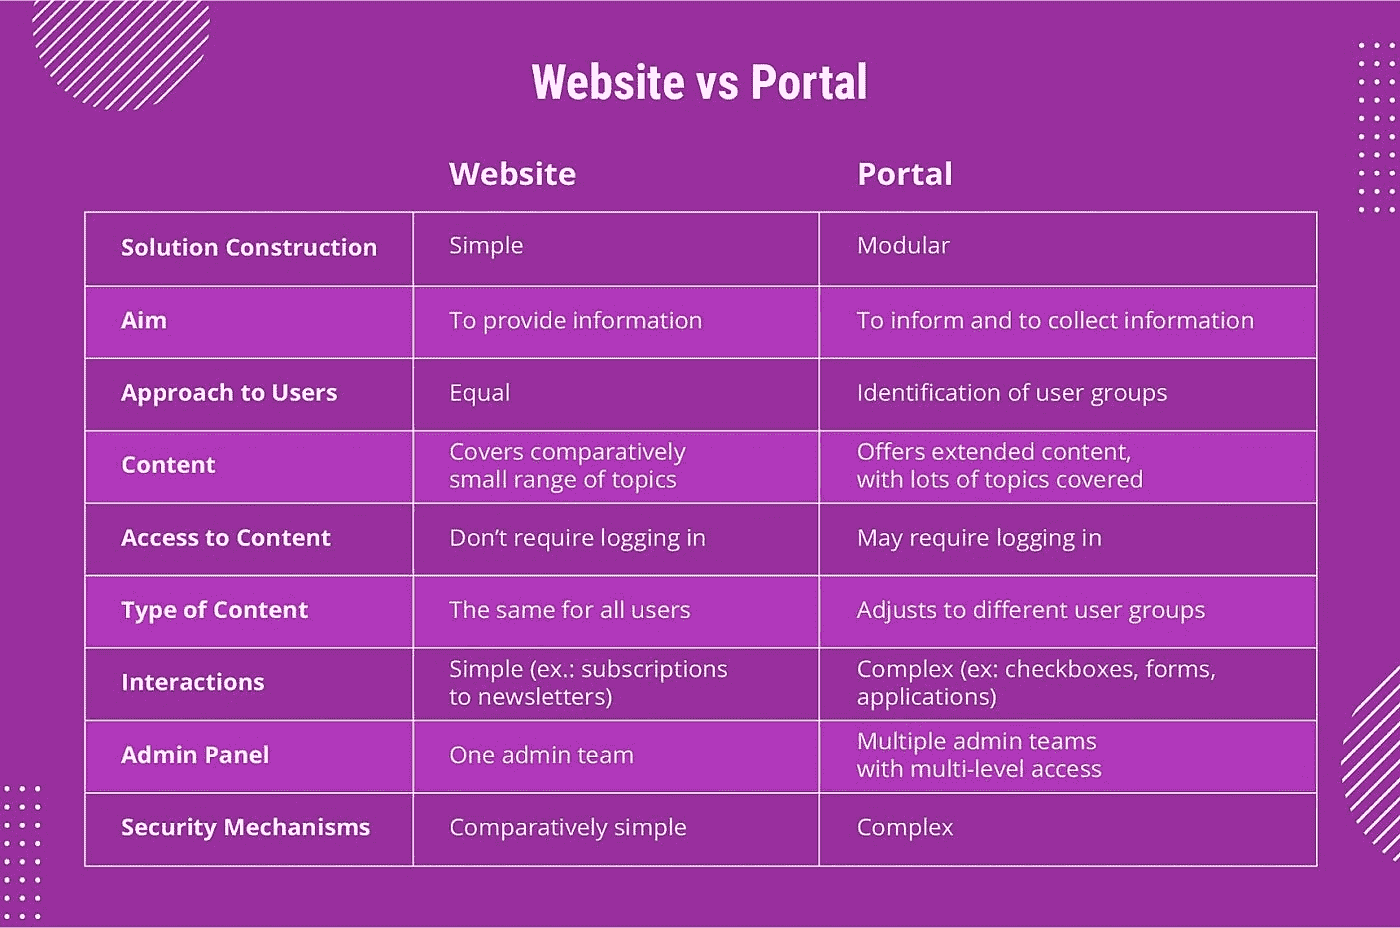 Website vs Portal
Website Portal
Solution Construction Simple Modular
Aim To provide information To inform and to collect information
Approach to Users Equal Identification of user groups
Content
Covers comparatively
small range of topics
Offers extended content,
with lots of topics covered
Access to Content Don’t require logging in May require logging in
Type of Content The same for all users Adjusts to different user groups
Interactions
Simple (ex.: subscriptions
to newsletters)
Complex (ex: checkboxes, forms,
applications)
Admin Panel One admin team
Multiple admin teams
with multi-level access
Security Mechanisms Comparatively simple Complex